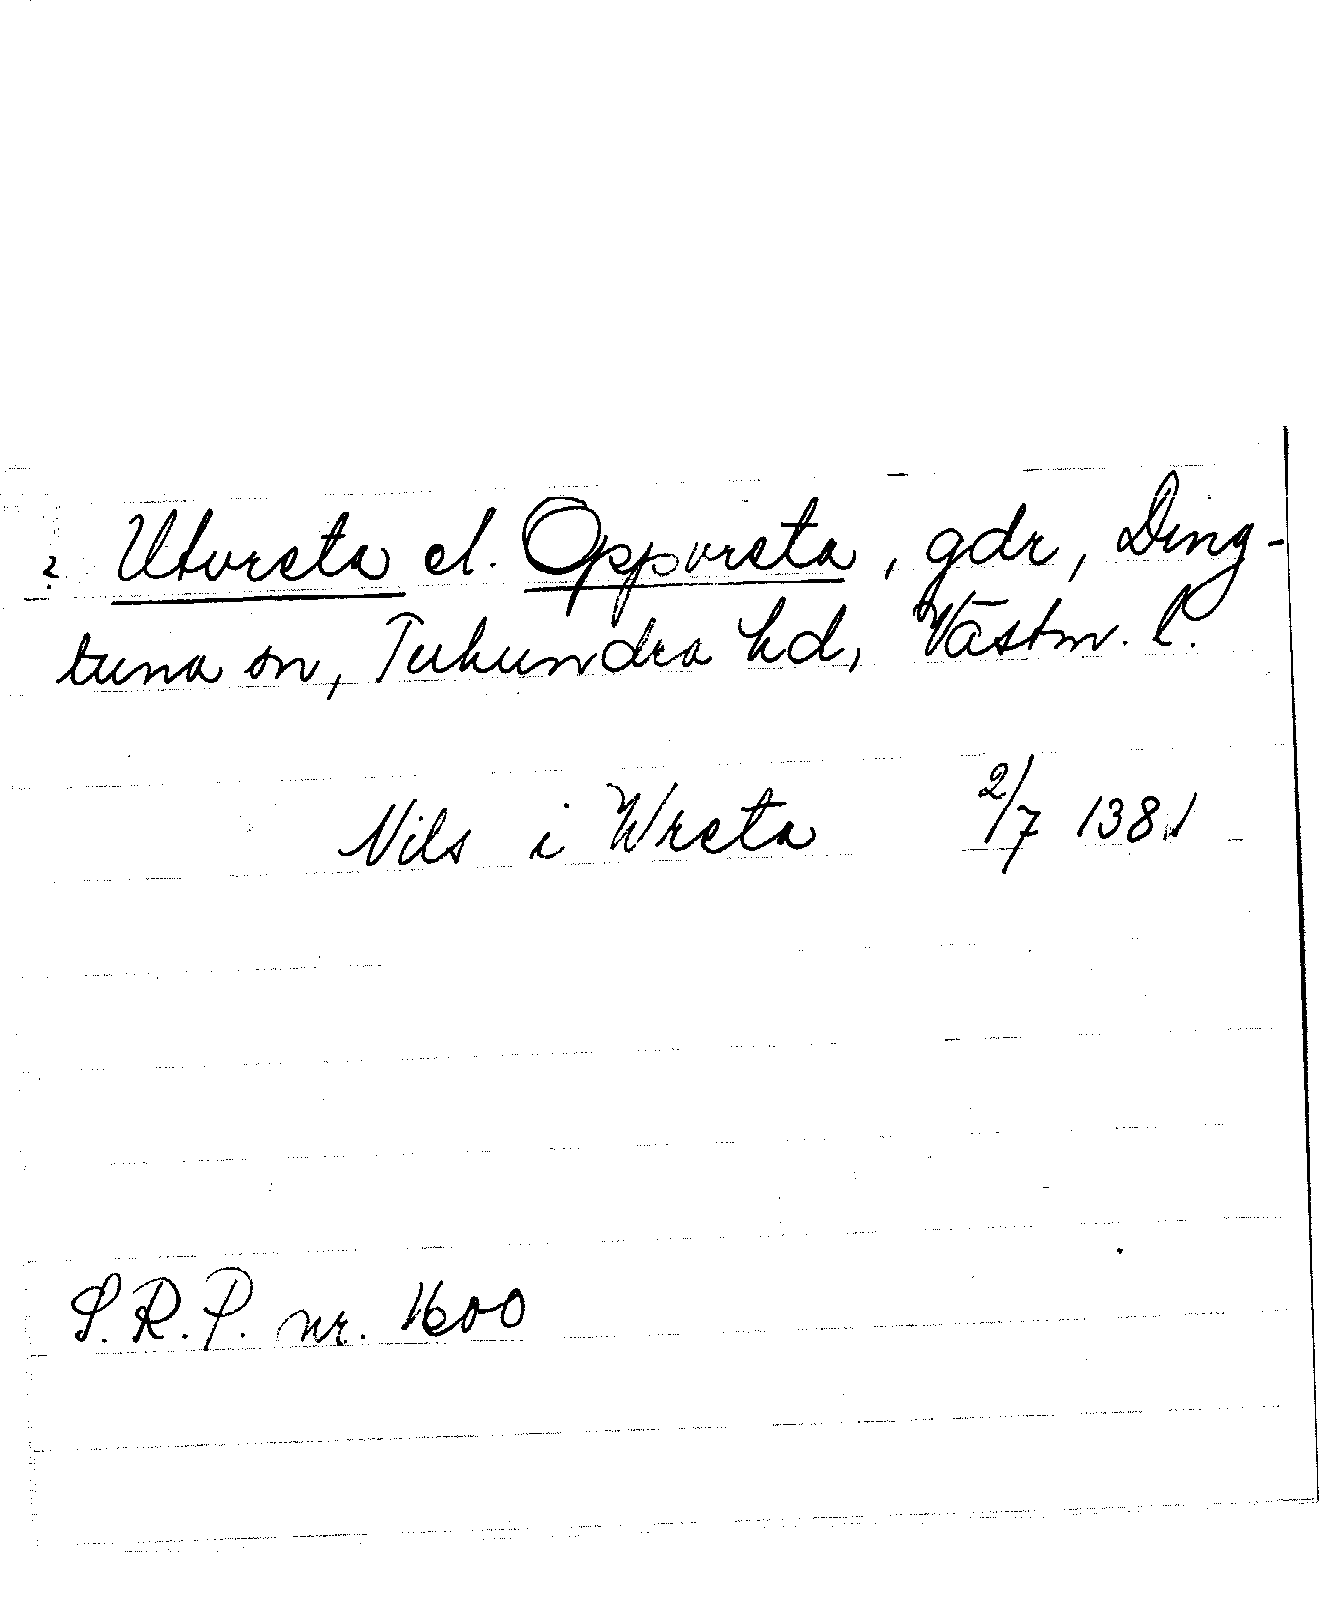 ? Utvreta el. Oppvreta, gdr, Ding-
tuna sn, Tuhundra hd, Västm. l.
Nils i Wreta 2/7 1381
S.R.P. nr. 1600